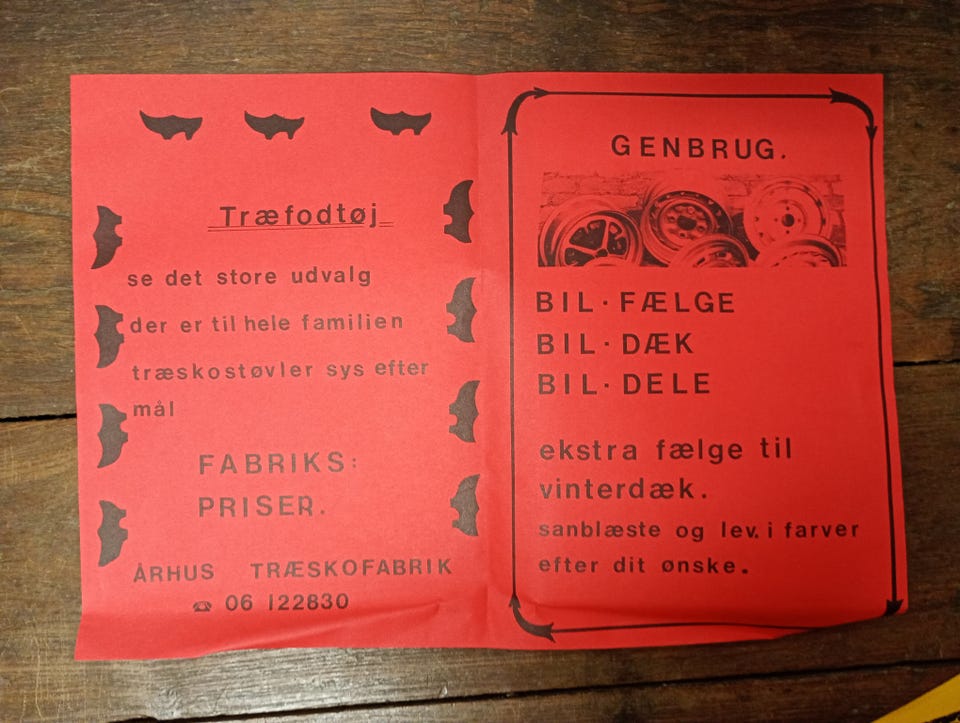 Træfodtøj
se det store udvalg
der er til hele familien
træskostøvler sys efter
mål
FABRIKS:
PRISER.
ÅRHUS TRÆSKOFABRIK
☎ 06 122830
GENBRUG.
BIL·FÆLGE
BIL·DÆK
BIL·DELE
ekstra fælge til
vinterdæk.
sanblæste og lev. i farver
efter dit ønske.